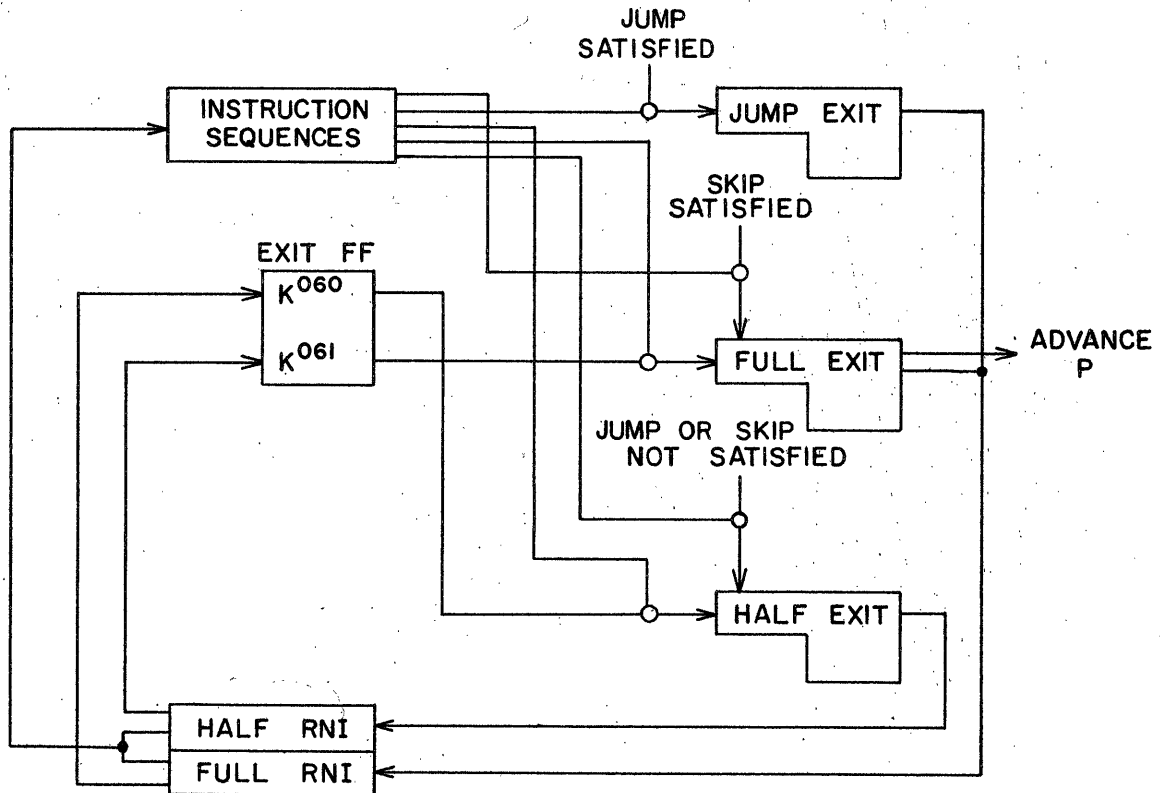 JUMP
SATISFIED
INSTRUCTION
SEQUENCES
JUMP EXIT
SKIP
SATISFIED
EXIT FF
K⁰⁶⁰
K⁰⁶¹
FULL EXIT
ADVANCE
P
JUMP OR SKIP
NOT SATISFIED
HALF EXIT
HALF RNI
FULL RNI